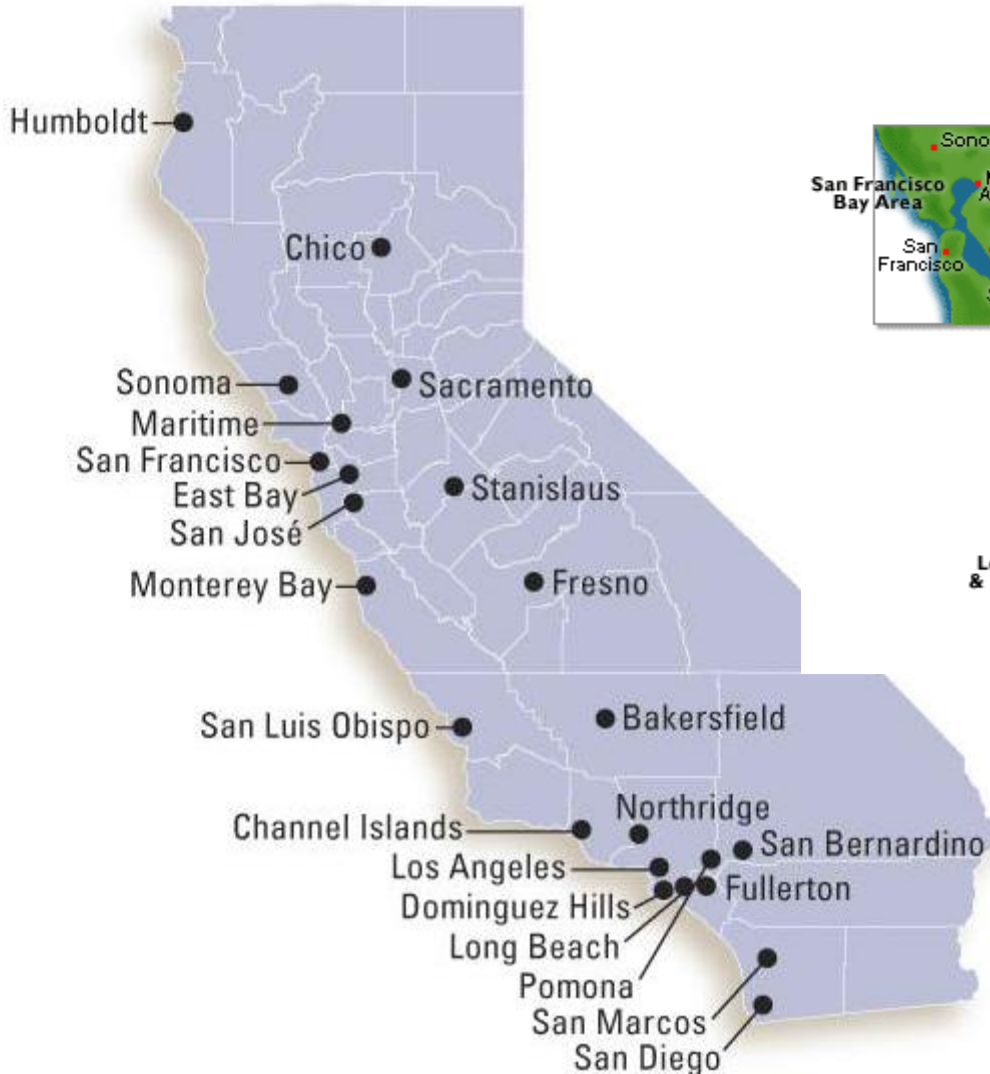 Humboldt
Chico
Sonoma
Sacramento
Maritime
San Francisco
East Bay
Stanislaus
San José
Monterey Bay
Fresno
San Luis Obispo
Bakersfield
Northridge
Channel Islands
San Bernardino
Los Angeles
Fullerton
Dominguez Hills
Long Beach
Pomona
San Marcos
San Diego
San Francisco
Bay Area
San
Francisco
&